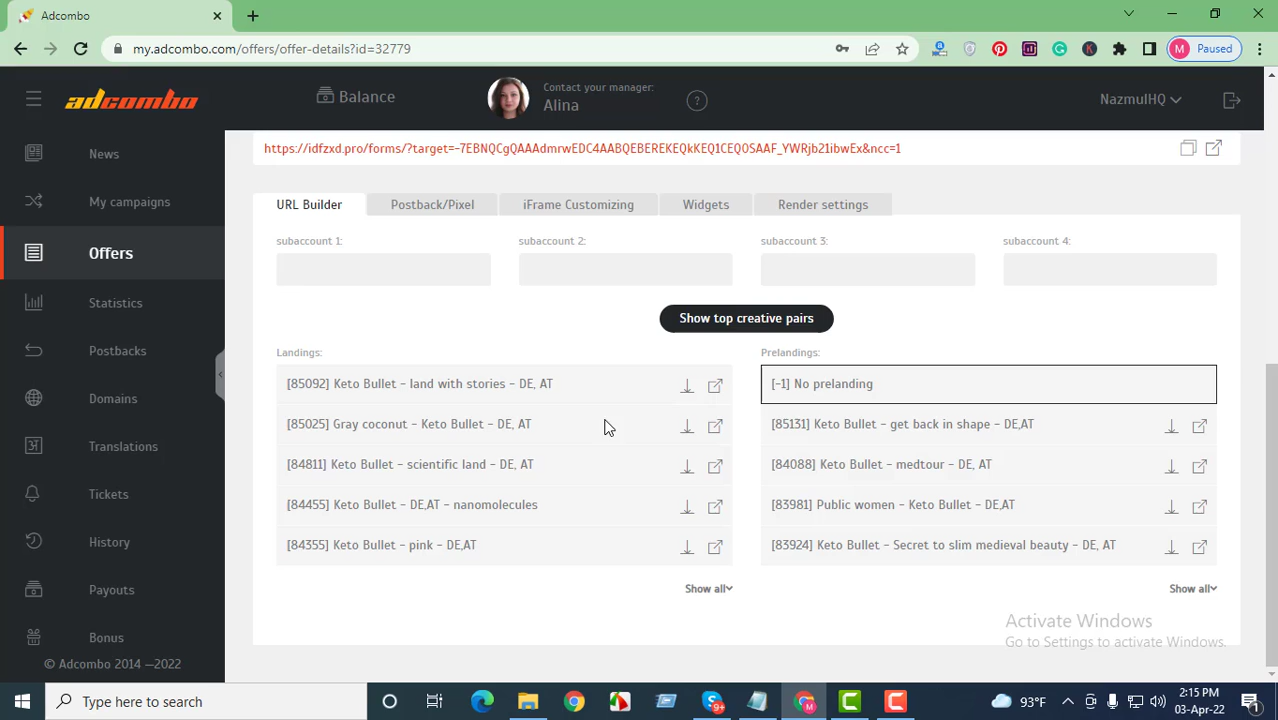 Adcombo
my.adcombo.com/offers/offer-details?id=32779
M Paused
adcombo
Balance
Contact your manager:
Alina
?
NazmulHQ
News
My campaigns
Offers
Statistics
Postbacks
Domains
Translations
Tickets
History
Payouts
Bonus
© Adcombo 2014 —2022
https://idfzxd.pro/forms/?target=-7EBNQCgQAAAdmrwEDC4AABQEBEREKEQkKEQ1CEQ0SAAF_YWRjb21ibwEx&ncc=1
URL Builder Postback/Pixel iFrame Customizing Widgets Render settings
subaccount 1: subaccount 2: subaccount 3: subaccount 4:
Show top creative pairs
Landings:
[85092] Keto Bullet – land with stories – DE, AT
[85025] Gray coconut – Keto Bullet – DE, AT
[84811] Keto Bullet – scientific land – DE, AT
[84455] Keto Bullet – DE,AT – nanomolecules
[84355] Keto Bullet – pink – DE,AT
Show all
Prelandings:
[-1] No prelanding
[85131] Keto Bullet – get back in shape – DE,AT
[84088] Keto Bullet – medtour – DE, AT
[83981] Public women – Keto Bullet – DE,AT
[83924] Keto Bullet – Secret to slim medieval beauty – DE, AT
Show all
Activate Windows
Go to Settings to activate Windows.
Type here to search
9+
93°F
2:15 PM
03-Apr-22
1